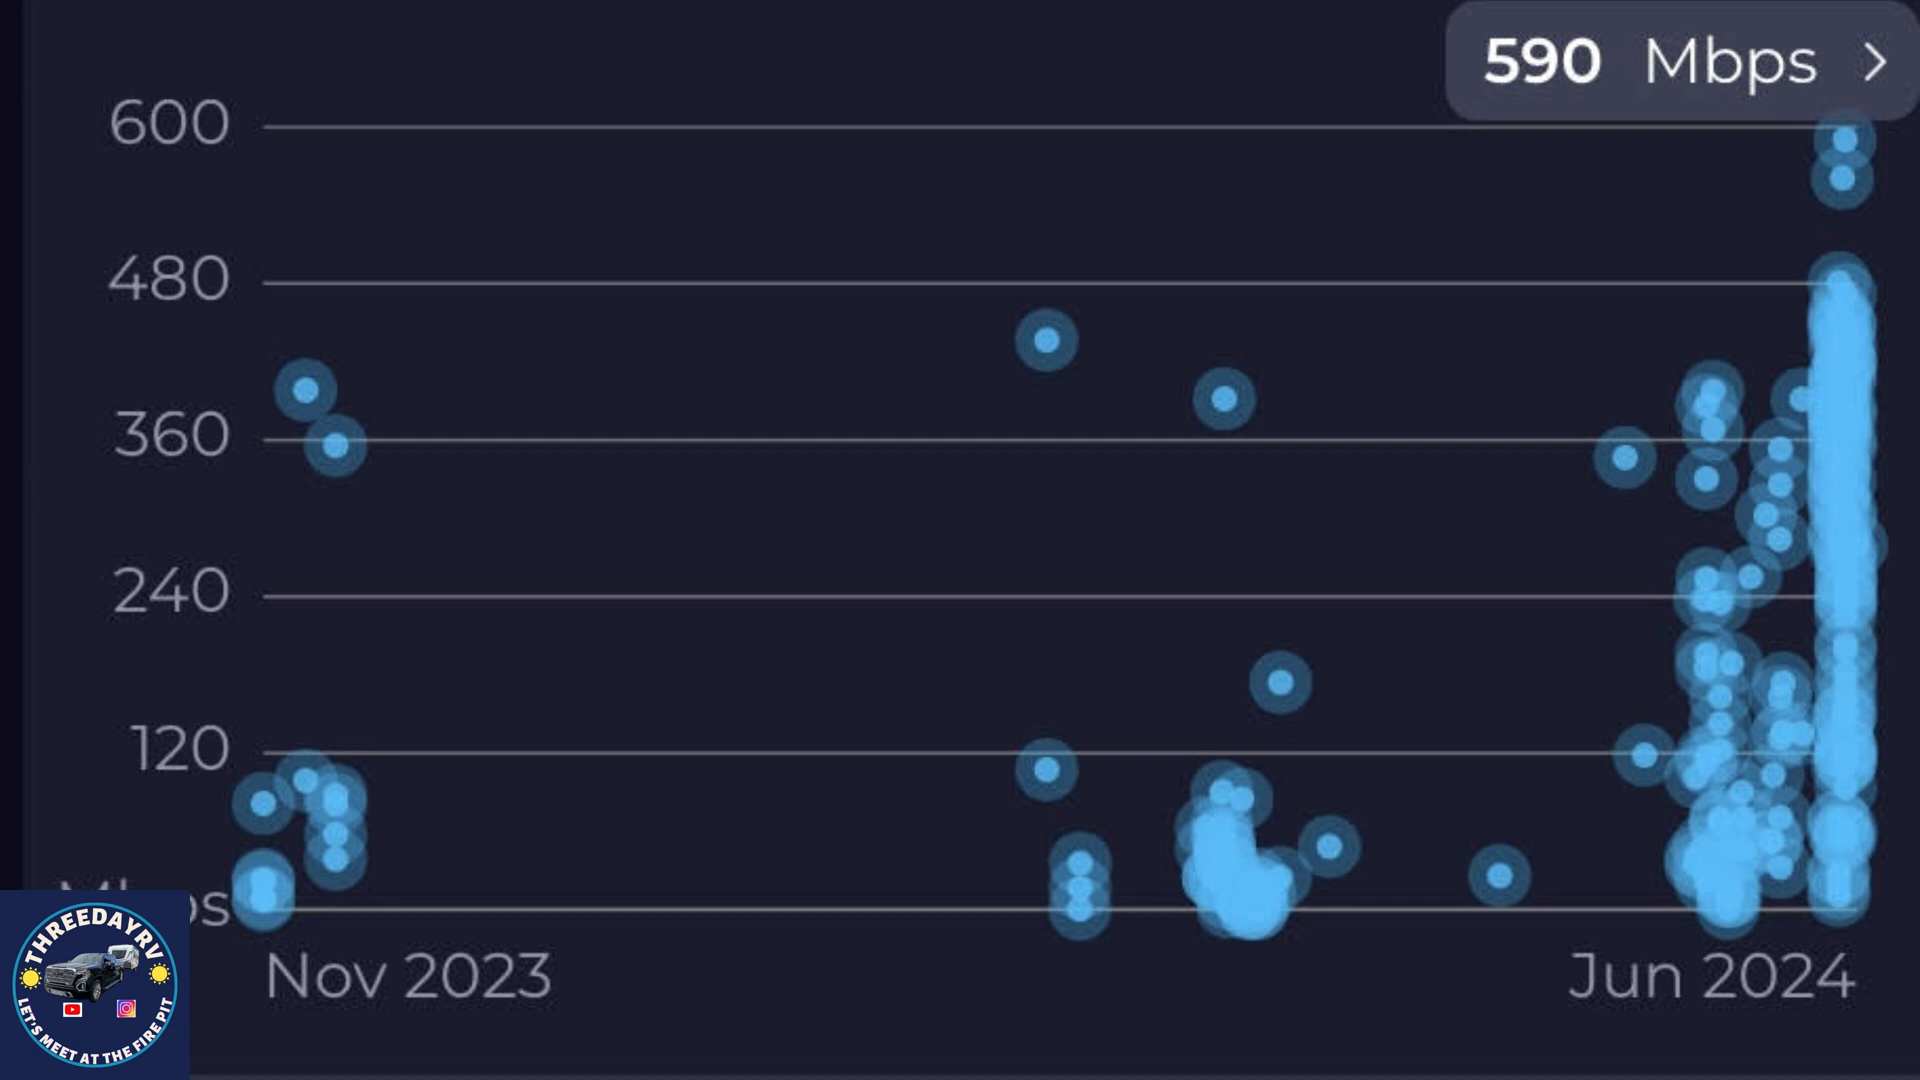 590 Mbps >
600
480
360
240
120
Nov 2023
Jun 2024
THREEDAYRV
LET'S MEET AT THE FIRE PIT